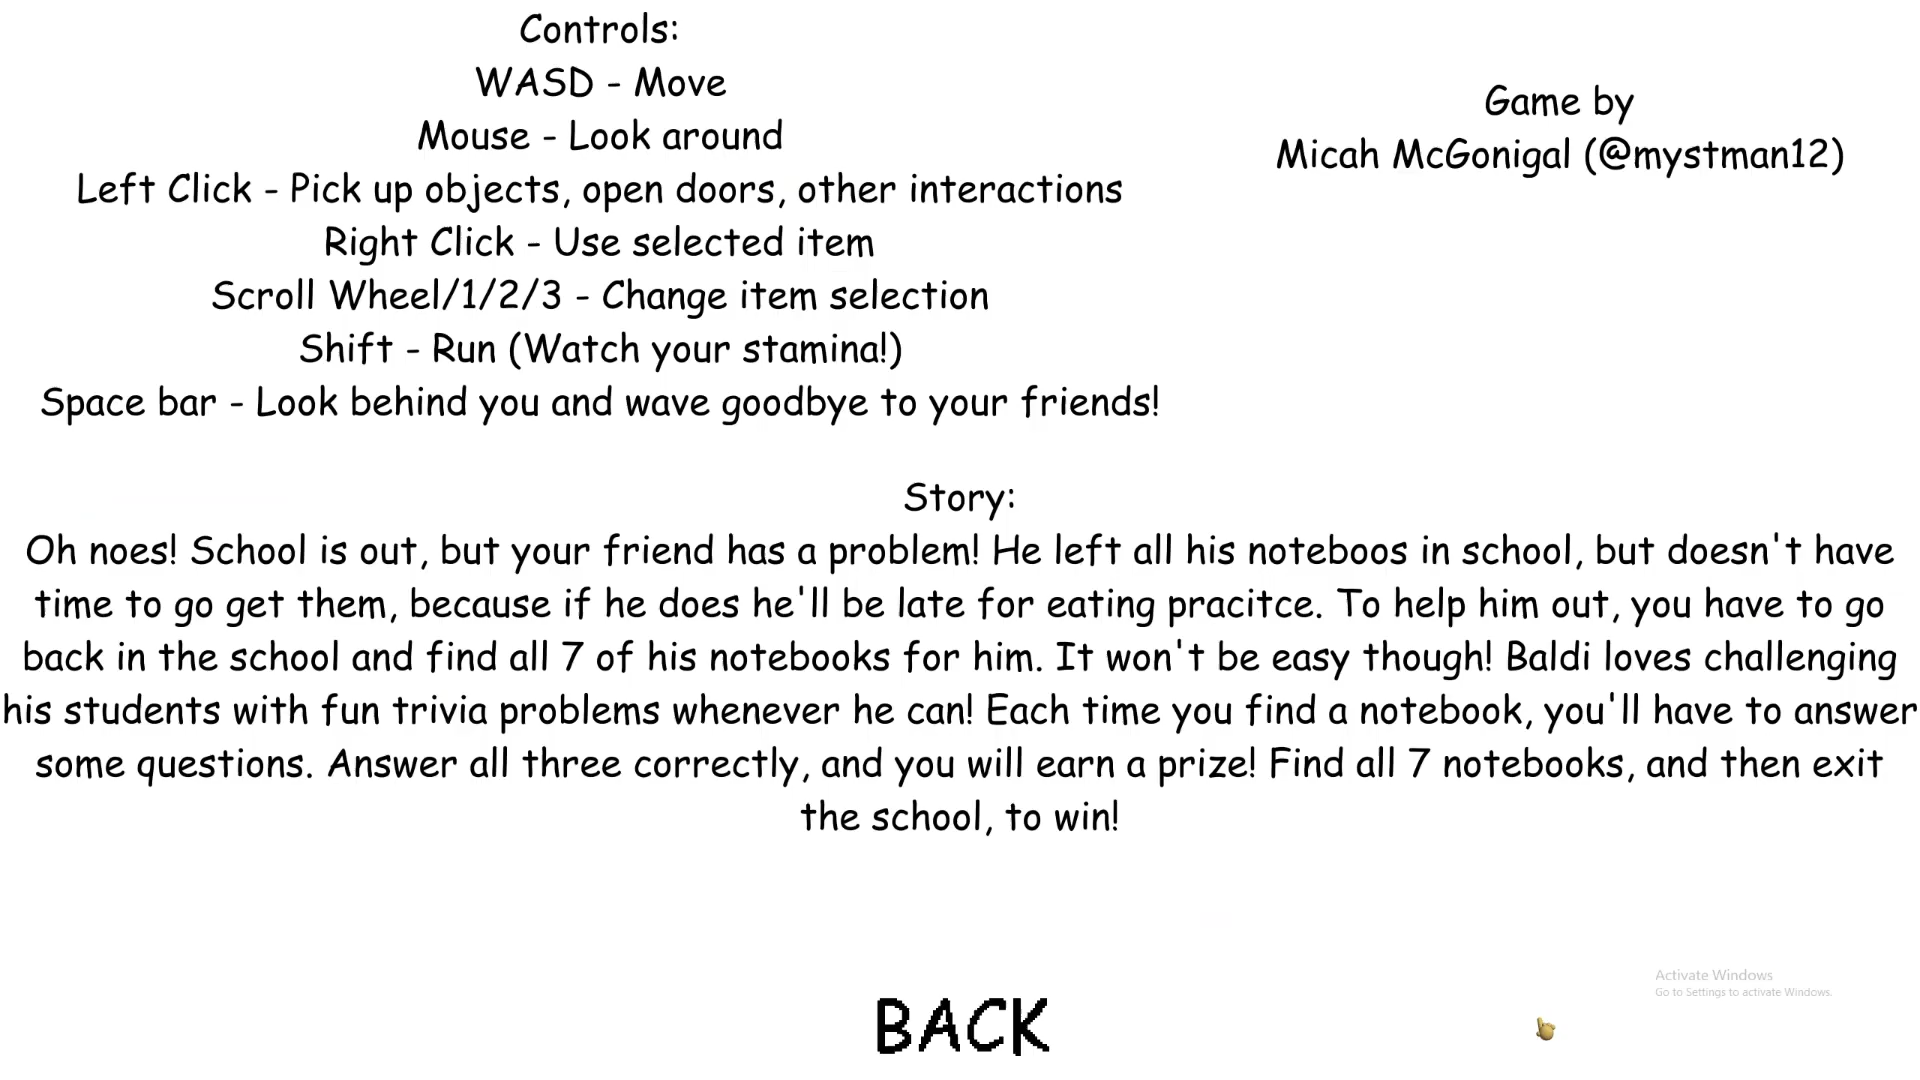 Controls:
WASD - Move
Mouse - Look around
Left Click - Pick up objects, open doors, other interactions
Right Click - Use selected item
Scroll Wheel/1/2/3 - Change item selection
Shift - Run (Watch your stamina!)
Space bar - Look behind you and wave goodbye to your friends!
Game by
Micah McGonigal (@mystman12)
Story:
Oh noes! School is out, but your friend has a problem! He left all his noteboos in school, but doesn't have
time to go get them, because if he does he'll be late for eating pracitce. To help him out, you have to go
back in the school and find all 7 of his notebooks for him. It won't be easy though! Baldi loves challenging
his students with fun trivia problems whenever he can! Each time you find a notebook, you'll have to answer
some questions. Answer all three correctly, and you will earn a prize! Find all 7 notebooks, and then exit
the school, to win!
Activate Windows
Go to Settings to activate Windows.
BACK